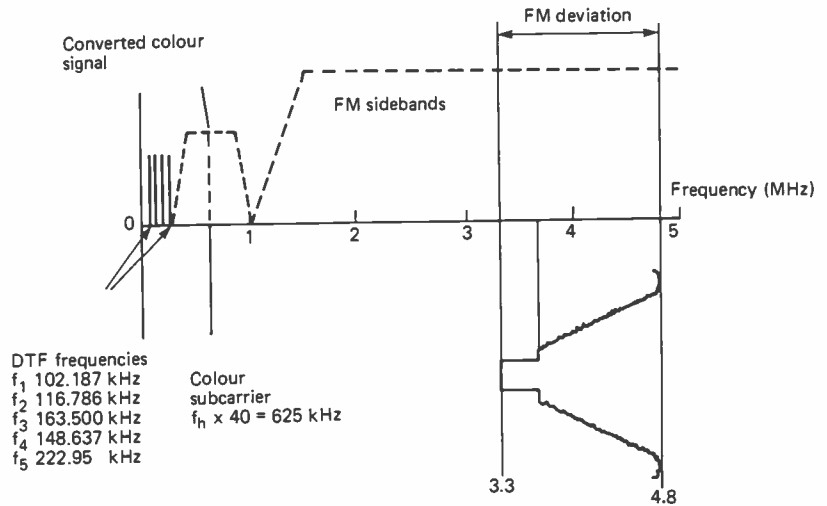 FM deviation
Converted colour
signal
FM sidebands
Frequency (MHz)
0
1
2
3
4
5
DTF frequencies
f1 102.187 kHz
f2 116.786 kHz
f3 163.500 kHz
f4 148.637 kHz
f5 222.95 kHz
Colour
subcarrier
fh x 40 = 625 kHz
3.3
4.8